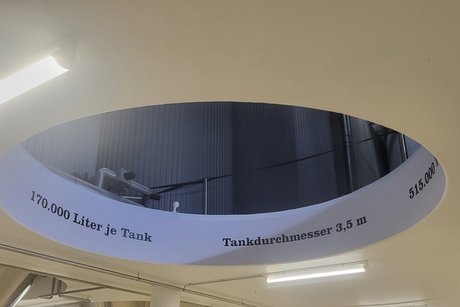 170.000 Liter je Tank
Tankdurchmesser 3,5 m
515.000